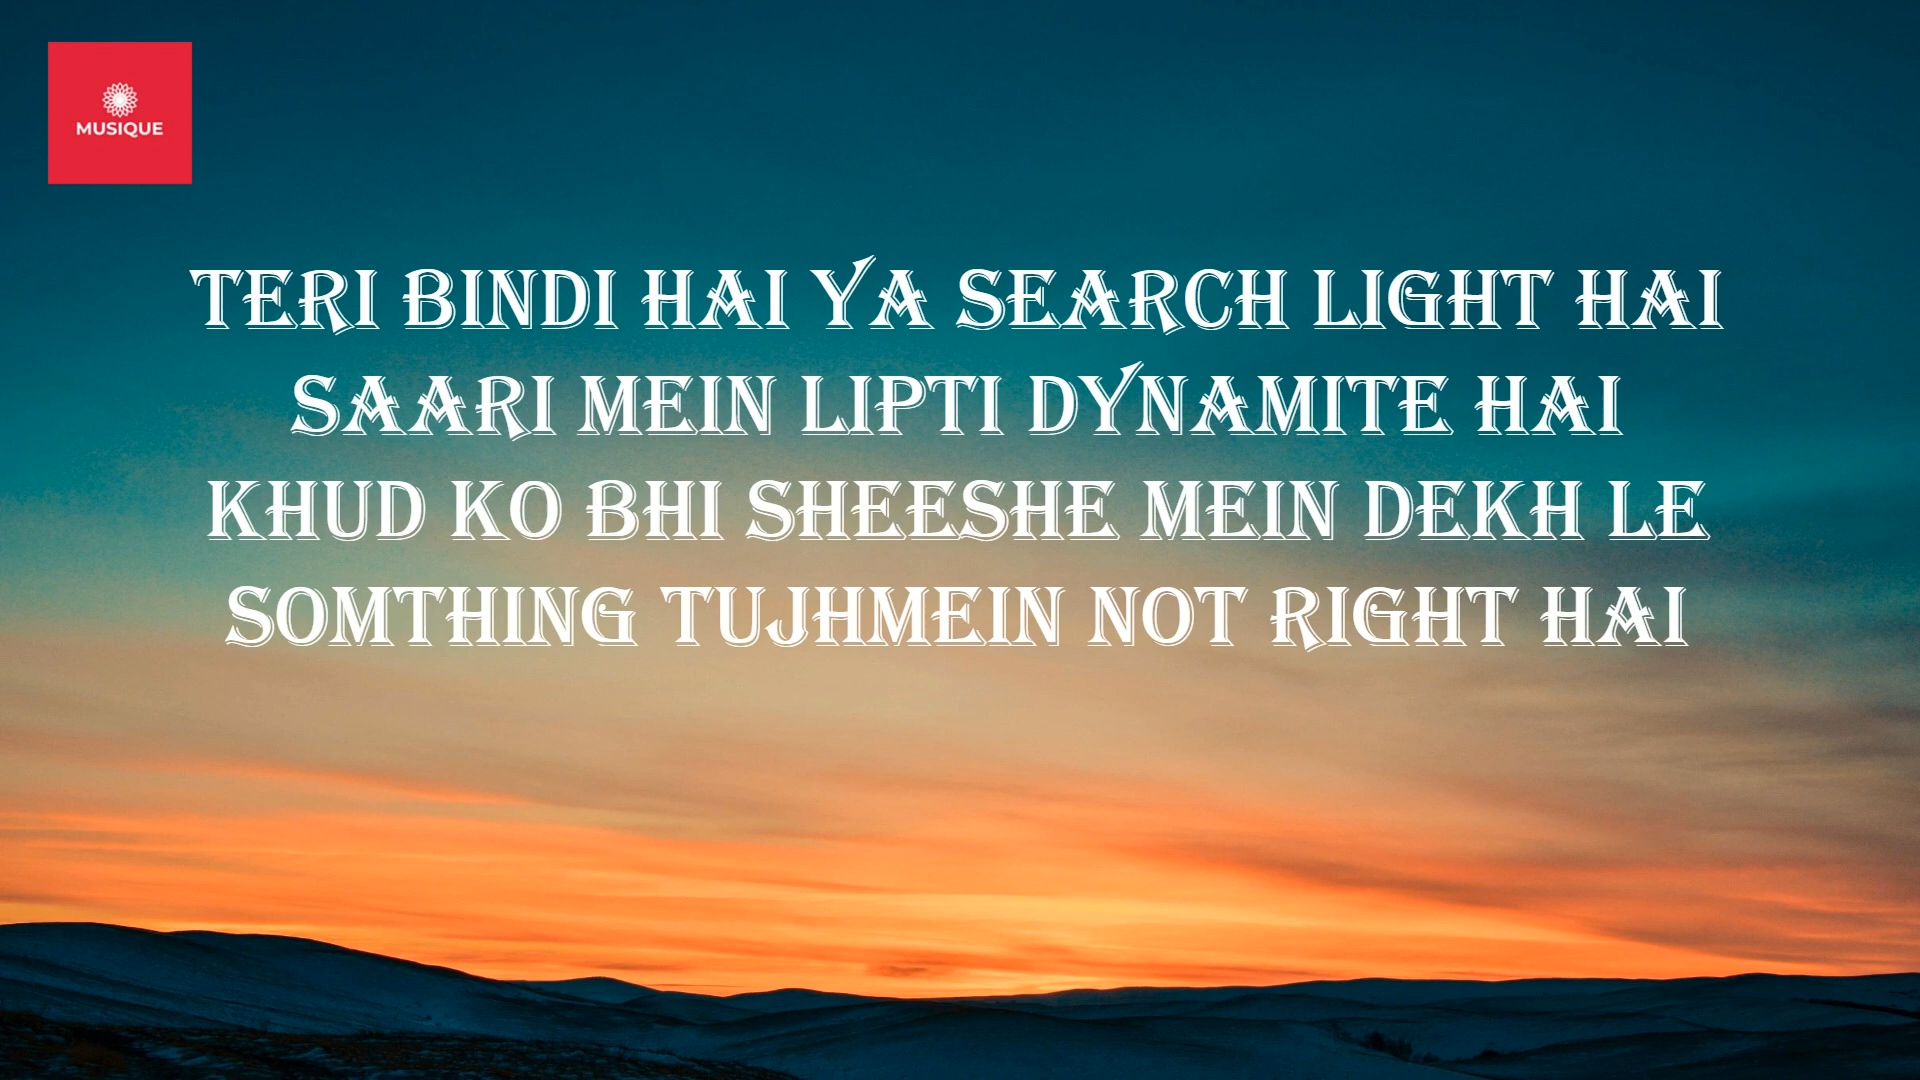 MUSIQUE
TERI BINDI HAI YA SEARCH LIGHT HAI
SAARI MEIN LIPTI DYNAMITE HAI
KHUD KO BHI SHEESHE MEIN DEKH LE
SOMTHING TUJHMEIN NOT RIGHT HAI